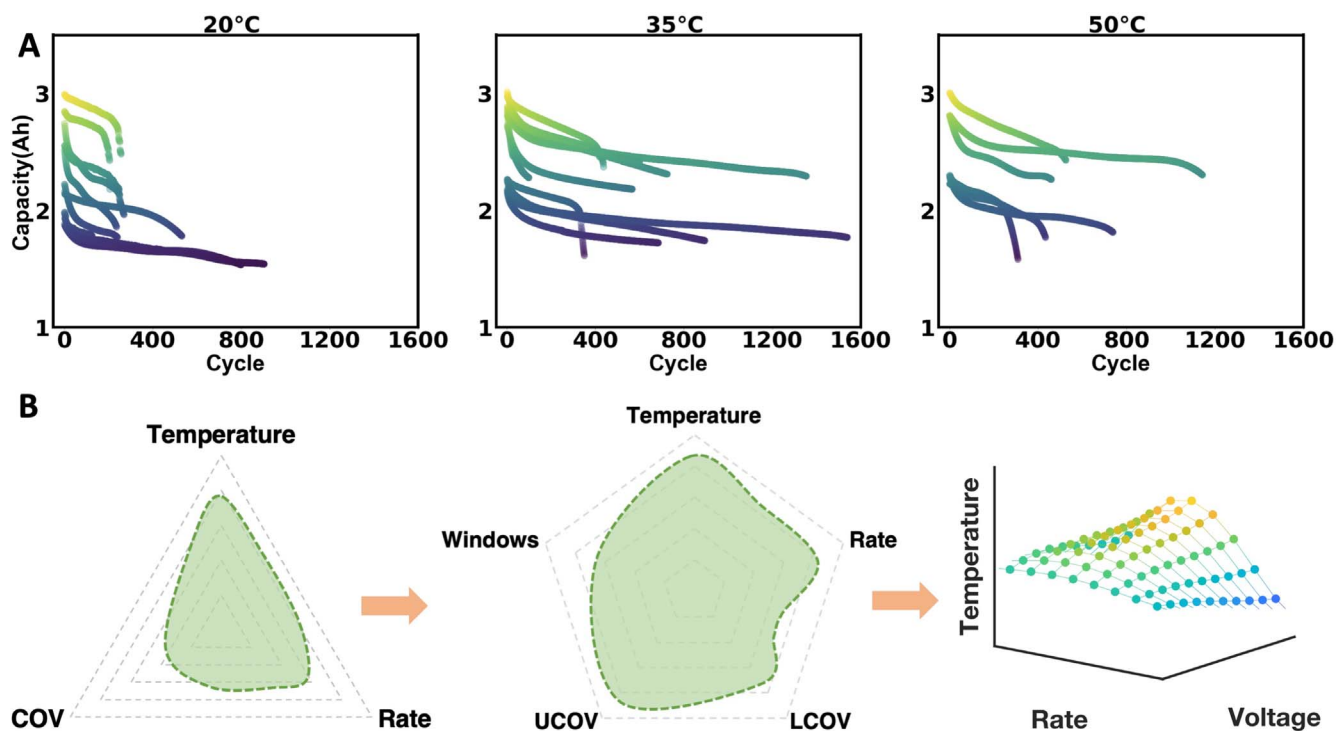 A
20°C
35°C
50°C
Capacity(Ah)
3
2
1
0 400 800 1200 1600
Cycle
3
2
1
0 400 800 1200 1600
Cycle
3
2
1
0 400 800 1200 1600
Cycle
B
Temperature
COV
Rate
Temperature
Windows
Rate
UCOV
LCOV
Temperature
Rate
Voltage